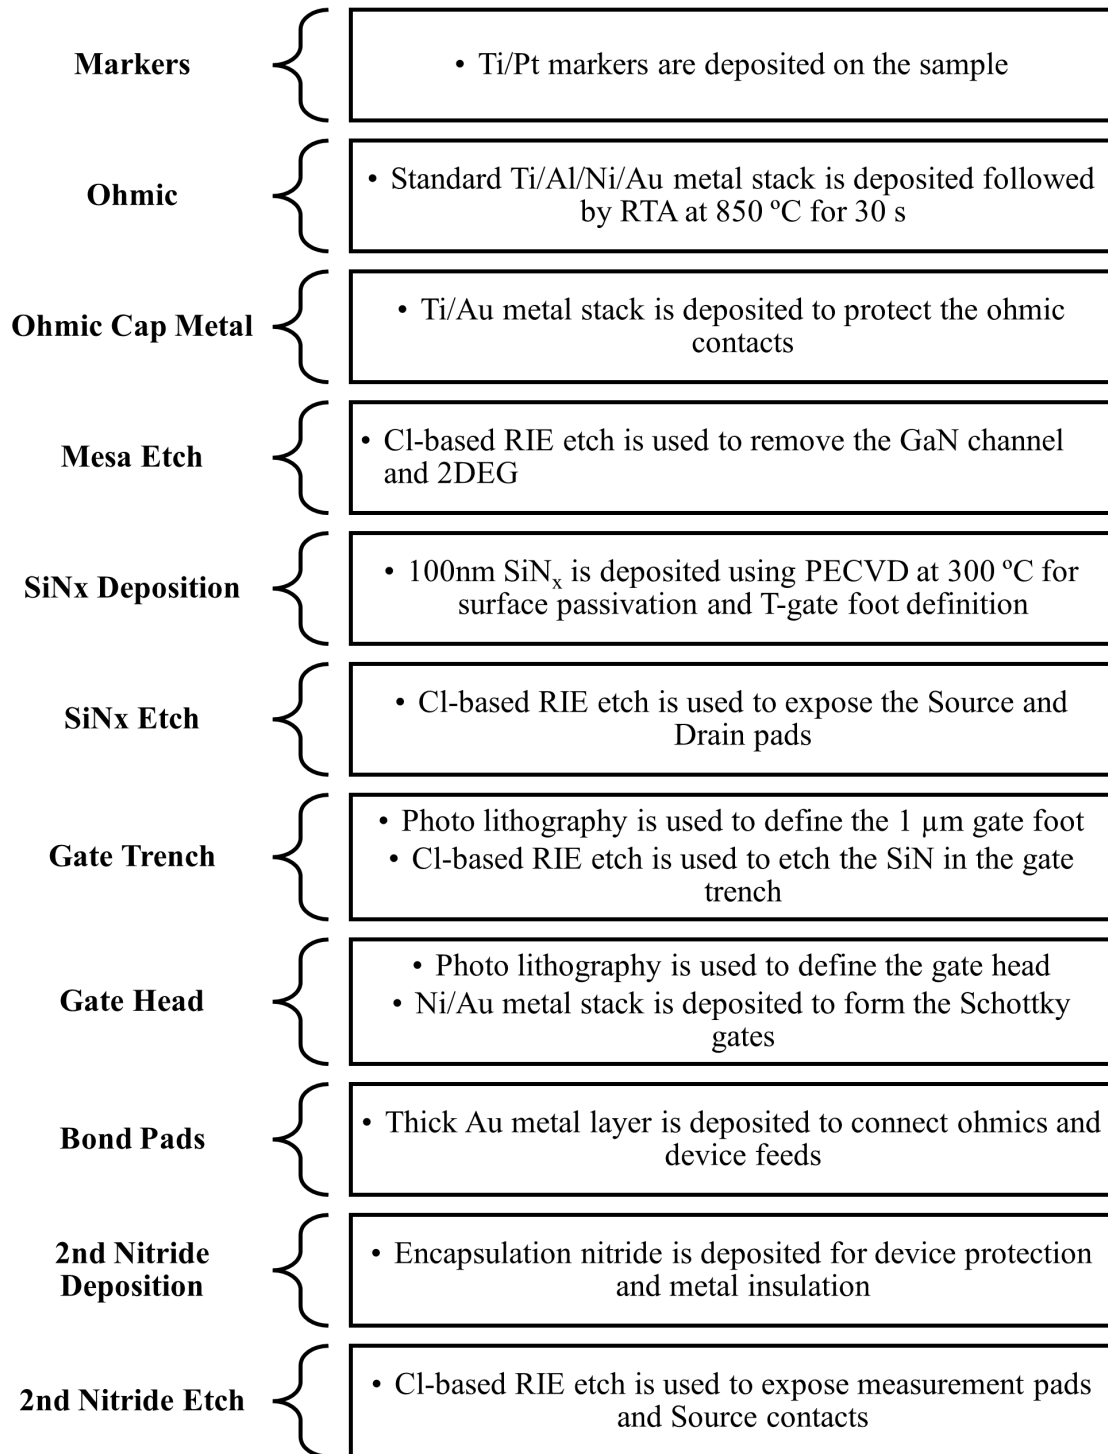 Markers
• Ti/Pt markers are deposited on the sample
Ohmic
• Standard Ti/Al/Ni/Au metal stack is deposited followed
by RTA at 850 ºC for 30 s
Ohmic Cap Metal
• Ti/Au metal stack is deposited to protect the ohmic
contacts
Mesa Etch
• Cl-based RIE etch is used to remove the GaN channel
and 2DEG
SiNx Deposition
• 100nm SiNₓ is deposited using PECVD at 300 ºC for
surface passivation and T-gate foot definition
SiNx Etch
• Cl-based RIE etch is used to expose the Source and
Drain pads
Gate Trench
• Photo lithography is used to define the 1 µm gate foot
• Cl-based RIE etch is used to etch the SiN in the gate
trench
Gate Head
• Photo lithography is used to define the gate head
• Ni/Au metal stack is deposited to form the Schottky
gates
Bond Pads
• Thick Au metal layer is deposited to connect ohmics and
device feeds
2nd Nitride
Deposition
• Encapsulation nitride is deposited for device protection
and metal insulation
2nd Nitride Etch
• Cl-based RIE etch is used to expose measurement pads
and Source contacts